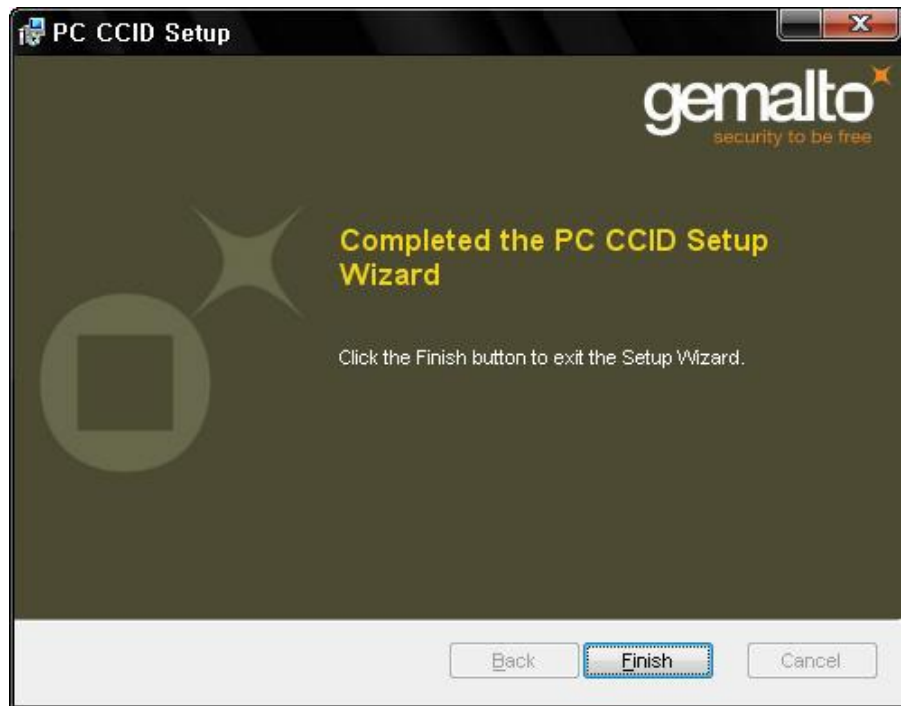 PC CCID Setup
gemalto
security to be free
Completed the PC CCID Setup
Wizard
Click the Finish button to exit the Setup Wizard.
Back Finish Cancel